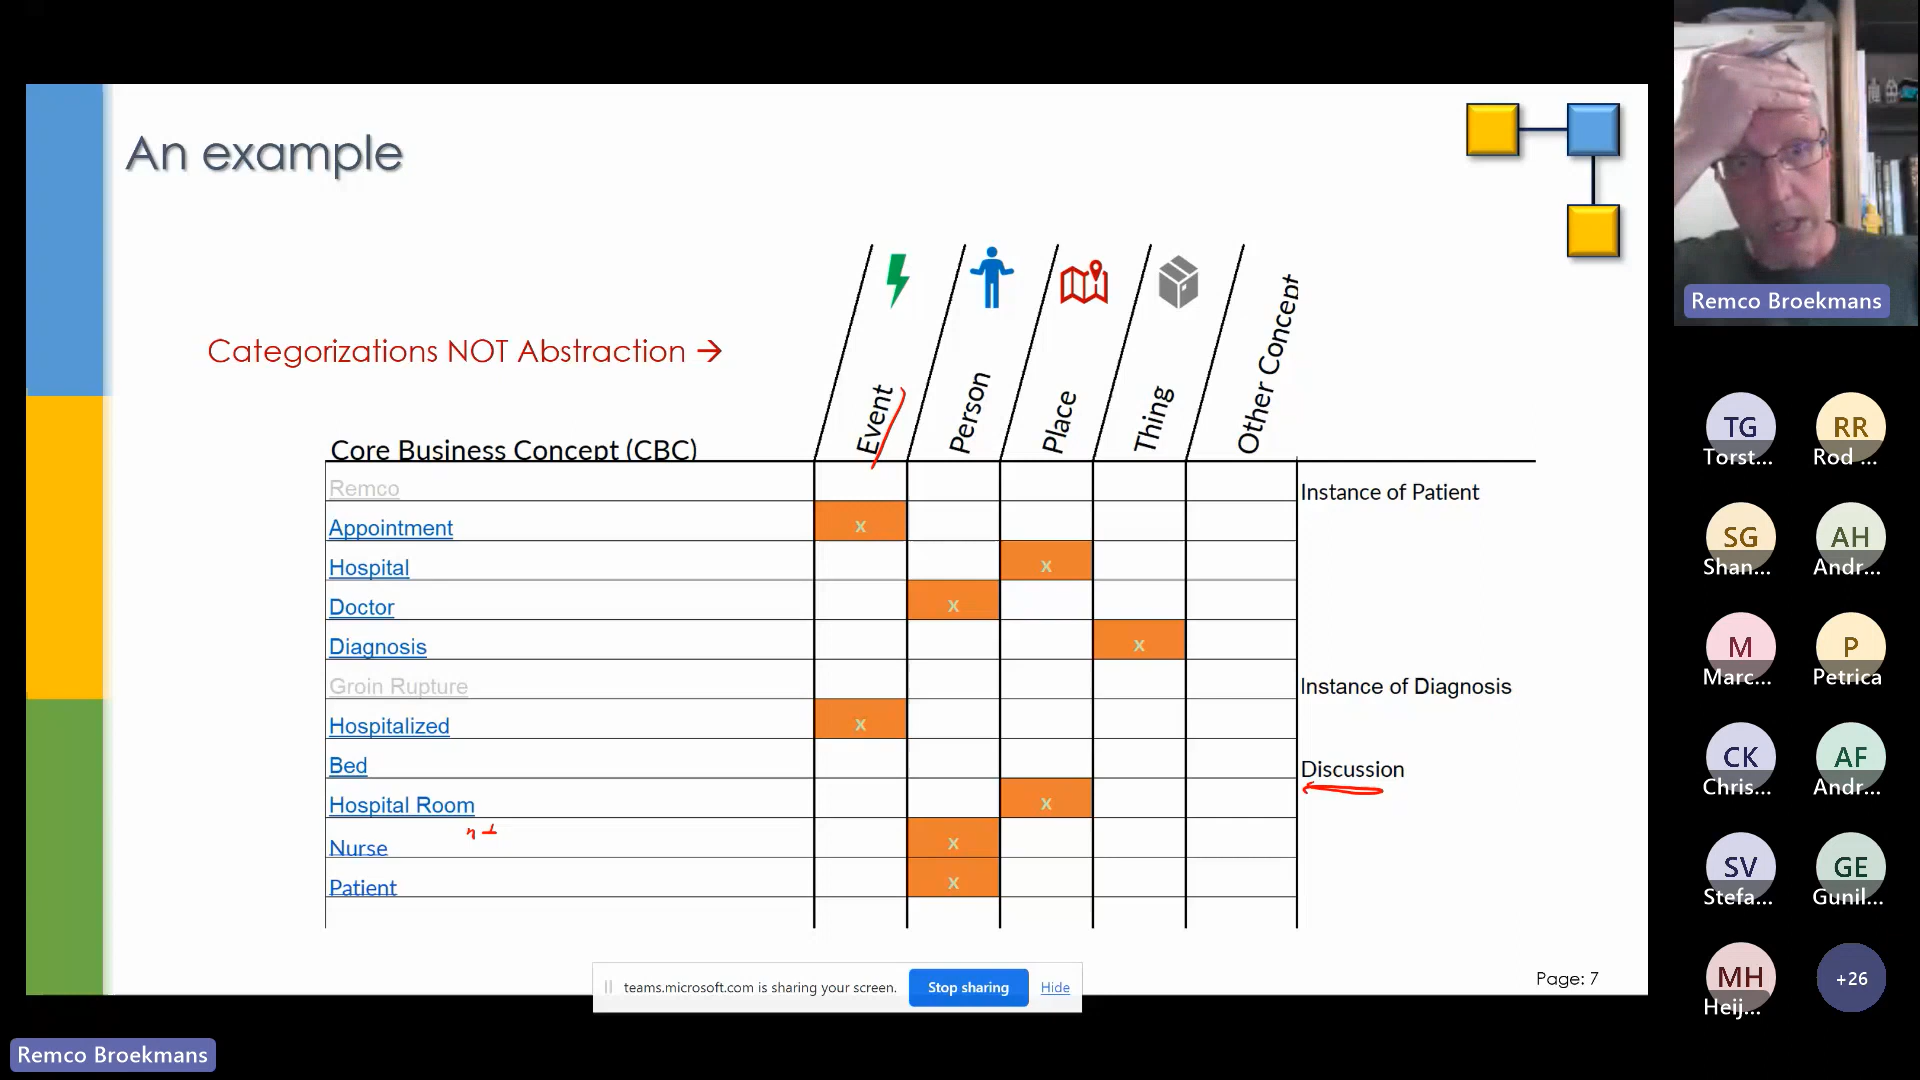 An example
Remco Broekmans
Categorizations NOT Abstraction →
Event
Person
Place
Thing
Other Concept
Core Business Concept (CBC)
Remco
Instance of Patient
Appointment
x
Hospital
x
Doctor
x
Diagnosis
x
Groin Rupture
Instance of Diagnosis
Hospitalized
x
Bed
Discussion
Hospital Room
x
Nurse
x
Patient
x
Page: 7
teams.microsoft.com is sharing your screen.
Stop sharing
Hide
TG
Torst...
RR
Rod ...
SG
Shan...
AH
Andr...
M
Marc...
P
Petrica
CK
Chris...
AF
Andr...
SV
Stefa...
GE
Gunil...
MH
Heij...
+26
Remco Broekmans